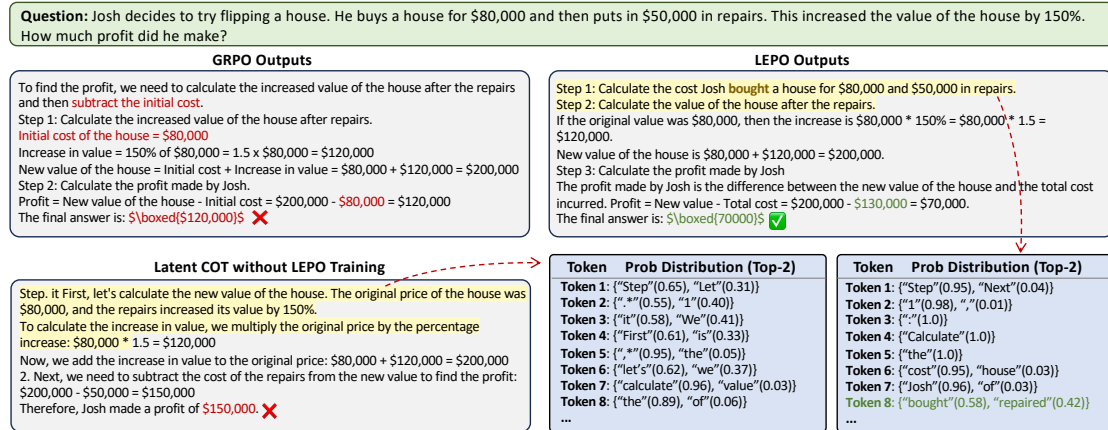 Question: Josh decides to try flipping a house. He buys a house for $80,000 and then puts in $50,000 in repairs. This increased the value of the house by 150%.
How much profit did he make?
GRPO Outputs
To find the profit, we need to calculate the increased value of the house after the repairs
and then subtract the initial cost.
Step 1: Calculate the increased value of the house after repairs.
Initial cost of the house = $80,000
Increase in value = 150% of $80,000 = 1.5 x $80,000 = $120,000
New value of the house = Initial cost + Increase in value = $80,000 + $120,000 = $200,000
Step 2: Calculate the profit made by Josh.
Profit = New value of the house - Initial cost = $200,000 - $80,000 = $120,000
The final answer is: $\boxed{$120,000}$
LEPO Outputs
Step 1: Calculate the cost Josh bought a house for $80,000 and $50,000 in repairs.
Step 2: Calculate the value of the house after the repairs.
If the original value was $80,000, then the increase is $80,000 * 150% = $80,000 * 1.5 =
$120,000.
New value of the house is $80,000 + $120,000 = $200,000.
Step 3: Calculate the profit made by Josh
The profit made by Josh is the difference between the new value of the house and the total cost
incurred. Profit = New value - Total cost = $200,000 - $130,000 = $70,000.
The final answer is: $\boxed{70000}$
Latent COT without LEPO Training
Step. it First, let's calculate the new value of the house. The original price of the house was
$80,000, and the repairs increased its value by 150%.
To calculate the increase in value, we multiply the original price by the percentage
increase: $80,000 * 1.5 = $120,000
Now, we add the increase in value to the original price: $80,000 + $120,000 = $200,000
2. Next, we need to subtract the cost of the repairs from the new value to find the profit:
$200,000 - $50,000 = $150,000
Therefore, Josh made a profit of $150,000.
Token Prob Distribution (Top-2)
Token 1: {"Step"(0.65), "Let"(0.31)}
Token 2: {".*"(0.55), "1"(0.40)}
Token 3: {"it"(0.58), "We"(0.41)}
Token 4: {"First"(0.61), "is"(0.33)}
Token 5: {",*"(0.95), "the"(0.05)}
Token 6: {"let's"(0.62), "we"(0.37)}
Token 7: {"calculate"(0.96), "value"(0.03)}
Token 8: {"the"(0.89), "of"(0.06)}
...
Token Prob Distribution (Top-2)
Token 1: {"Step"(0.95), "Next"(0.04)}
Token 2: {"1"(0.98), ","(0.01)}
Token 3: {":"(1.0)}
Token 4: {"Calculate"(1.0)}
Token 5: {"the"(1.0)}
Token 6: {"cost"(0.95), "house"(0.03)}
Token 7: {"Josh"(0.96), "of"(0.03)}
Token 8: {"bought"(0.58), "repaired"(0.42)}
...